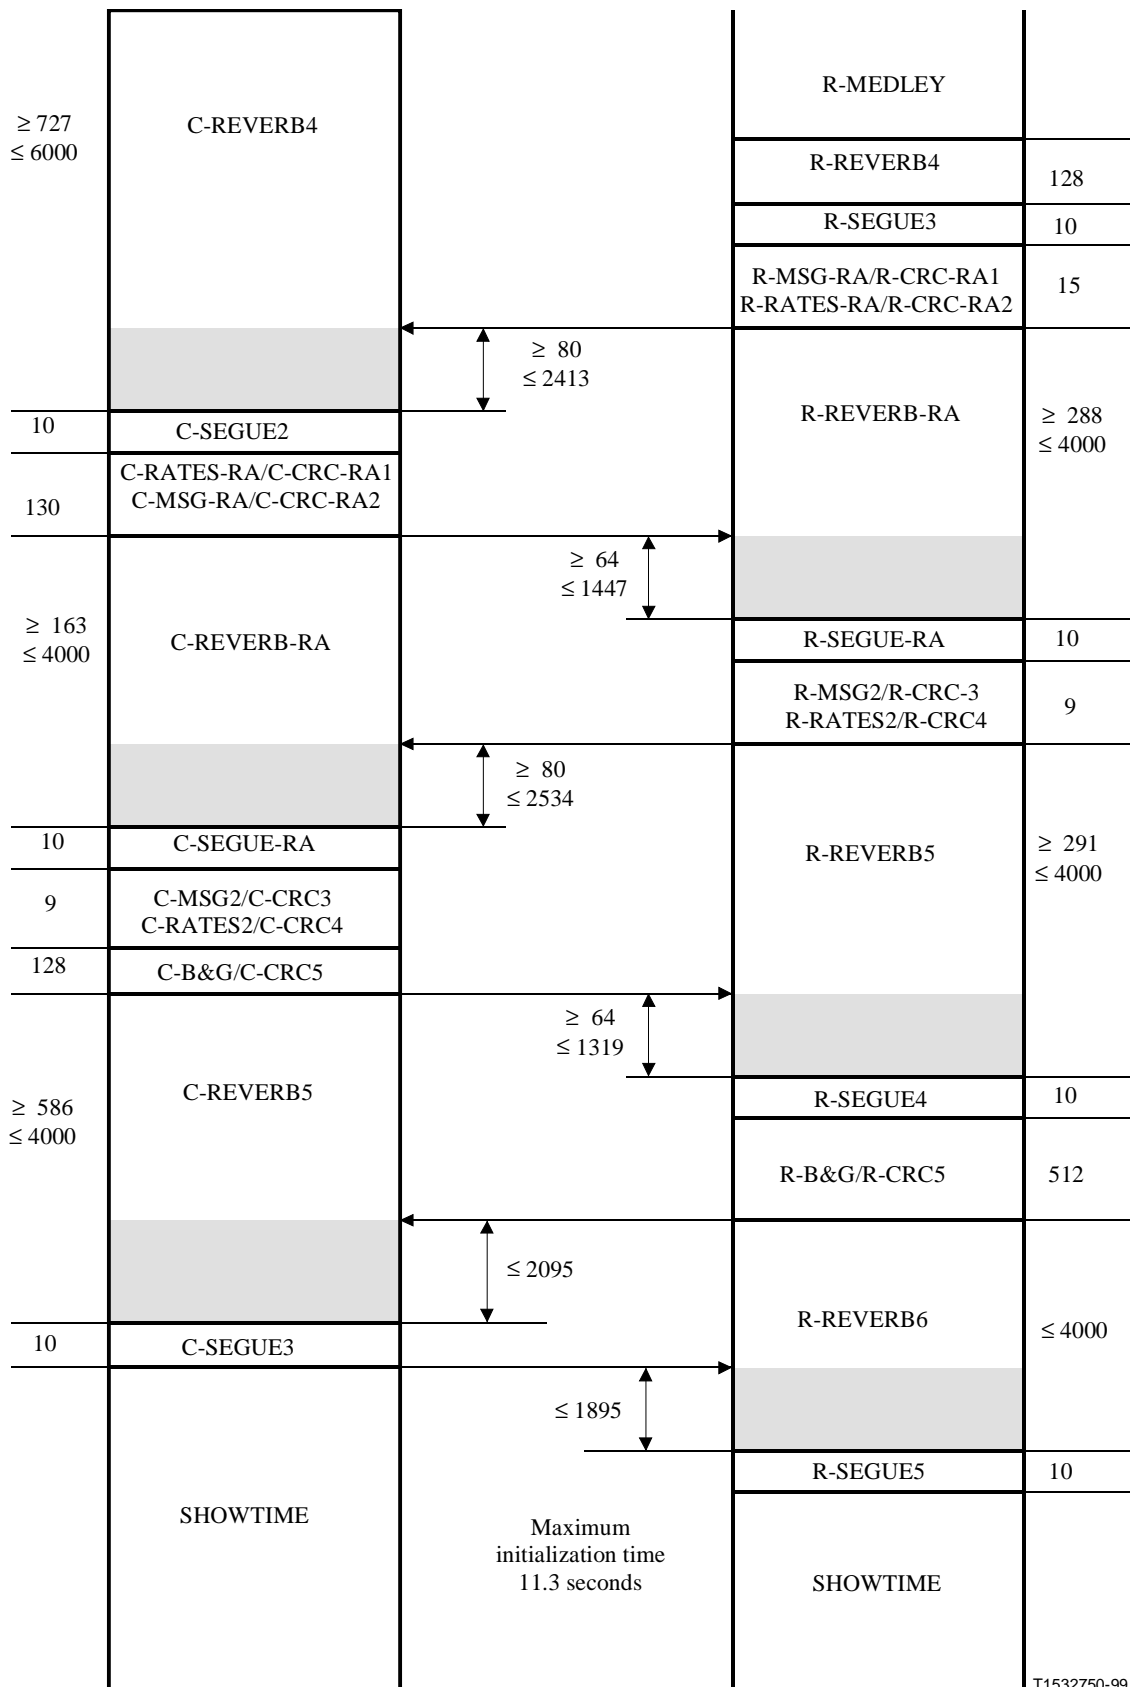 R-MEDLEY
≥ 727
≤ 6000
C-REVERB4
R-REVERB4
128
R-SEGUE3
10
R-MSG-RA/R-CRC-RA1
R-RATES-RA/R-CRC-RA2
15
≥ 80
≤ 2413
R-REVERB-RA
≥ 288
≤ 4000
10
C-SEGUE2
C-RATES-RA/C-CRC-RA1
C-MSG-RA/C-CRC-RA2
130
≥ 64
≤ 1447
≥ 163
≤ 4000
C-REVERB-RA
R-SEGUE-RA
10
R-MSG2/R-CRC-3
R-RATES2/R-CRC4
9
≥ 80
≤ 2534
10
C-SEGUE-RA
R-REVERB5
≥ 291
≤ 4000
9
C-MSG2/C-CRC3
C-RATES2/C-CRC4
128
C-B&G/C-CRC5
≥ 64
≤ 1319
≥ 586
≤ 4000
C-REVERB5
R-SEGUE4
10
R-B&G/R-CRC5
512
≤ 2095
R-REVERB6
≤ 4000
10
C-SEGUE3
≤ 1895
R-SEGUE5
10
SHOWTIME
Maximum
initialization time
11.3 seconds
SHOWTIME
T1532750-99